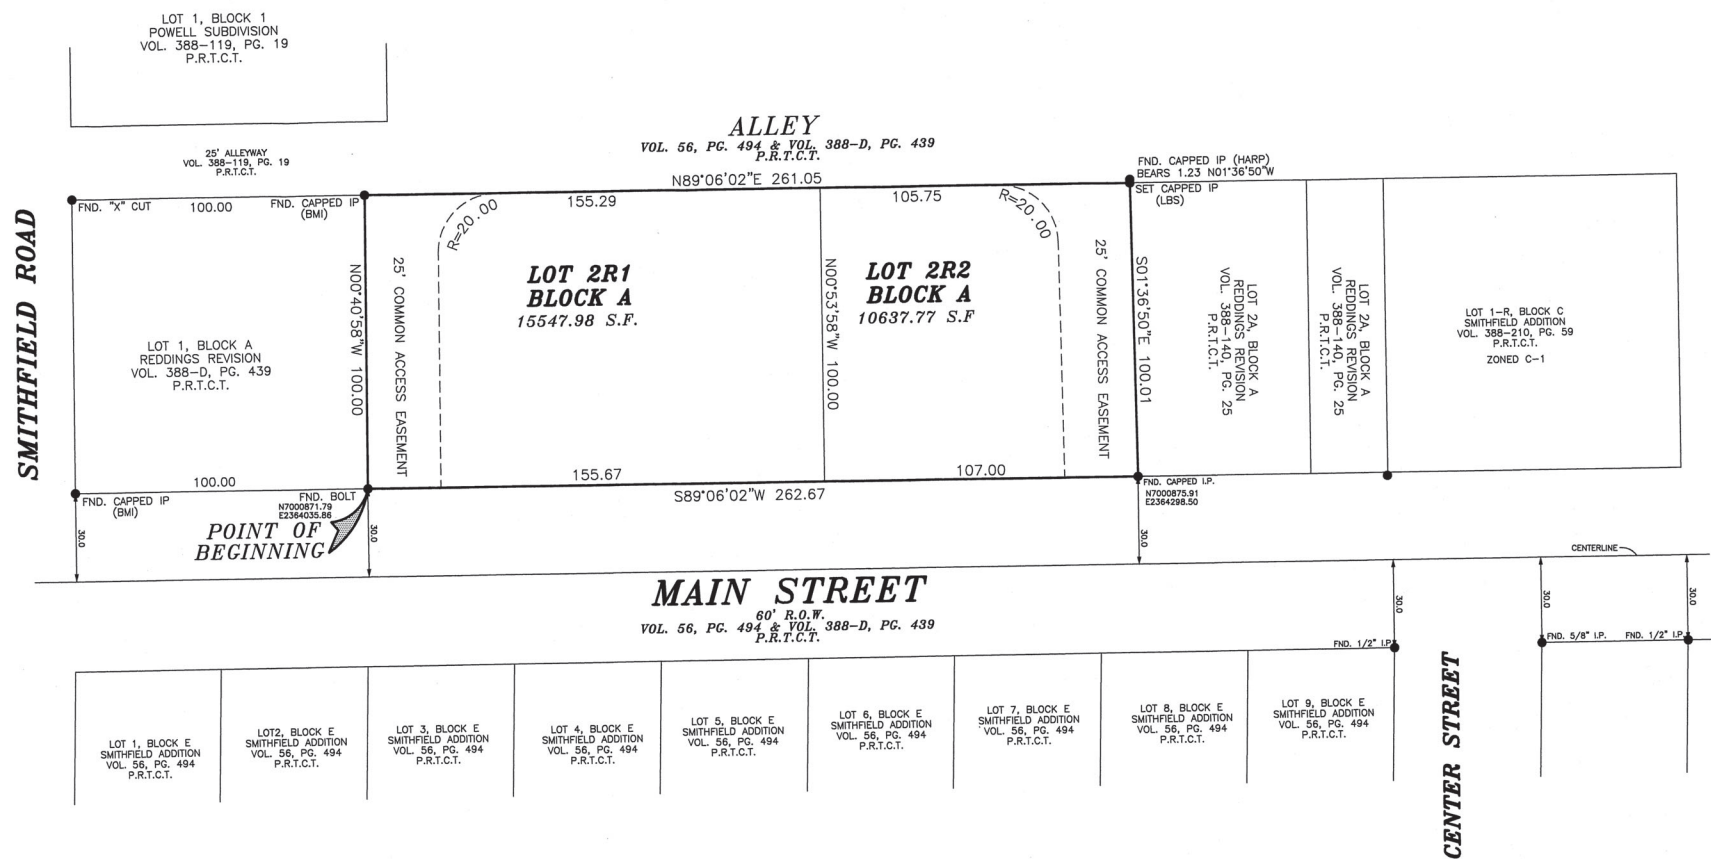 LOT 1, BLOCK 1
POWELL SUBDIVISION
VOL. 388-119, PG. 19
P.R.T.C.T.
25' ALLEYWAY
VOL. 388-119, PG. 19
P.R.T.C.T.
ALLEY
VOL. 56, PG. 494 & VOL. 388-D, PG. 439
P.R.T.C.T.
N89°06'02"E 261.05
FND. CAPPED IP (HARP)
BEARS 1.23 N01°36'50"W
SET CAPPED IP
(LBS)
FND. "X" CUT
100.00
FND. CAPPED IP
(BMI)
155.29
105.75
R=20.00
R=20.00
SMITHFIELD ROAD
LOT 1, BLOCK A
REDDINGS REVISION
VOL. 388-D, PG. 439
P.R.T.C.T.
N00°40'58"W 100.00
25' COMMON ACCESS EASEMENT
LOT 2R1
BLOCK A
15547.98 S.F.
N00°53'58"W 100.00
LOT 2R2
BLOCK A
10637.77 S.F
25' COMMON ACCESS EASEMENT
S01°36'50"E 100.01
LOT 2A, BLOCK A
REDDINGS REVISION
VOL. 388-140, PG. 25
P.R.T.C.T.
LOT 2A, BLOCK A
REDDINGS REVISION
VOL. 388-140, PG. 25
P.R.T.C.T.
LOT 1-R, BLOCK C
SMITHFIELD ADDITION
VOL. 388-210, PG. 59
P.R.T.C.T.
ZONED C-1
100.00
155.67
107.00
S89°06'02"W 262.67
FND. CAPPED IP
(BMI)
FND. BOLT
N7000871.79
E2364035.86
POINT OF
BEGINNING
FND. CAPPED I.P.
N7000875.91
E2364298.50
30.0
30.0
30.0
CENTERLINE
MAIN STREET
60' R.O.W.
VOL. 56, PG. 494 & VOL. 388-D, PG. 439
P.R.T.C.T.
30.0
30.0
30.0
FND. 1/2" I.P.
FND. 5/8" I.P.
FND. 1/2" I.P.
CENTER STREET
LOT 1, BLOCK E
SMITHFIELD ADDITION
VOL. 56, PG. 494
P.R.T.C.T.
LOT2, BLOCK E
SMITHFIELD ADDITION
VOL. 56, PG. 494
P.R.T.C.T.
LOT 3, BLOCK E
SMITHFIELD ADDITION
VOL. 56, PG. 494
P.R.T.C.T.
LOT 4, BLOCK E
SMITHFIELD ADDITION
VOL. 56, PG. 494
P.R.T.C.T.
LOT 5, BLOCK E
SMITHFIELD ADDITION
VOL. 56, PG. 494
P.R.T.C.T.
LOT 6, BLOCK E
SMITHFIELD ADDITION
VOL. 56, PG. 494
P.R.T.C.T.
LOT 7, BLOCK E
SMITHFIELD ADDITION
VOL. 56, PG. 494
P.R.T.C.T.
LOT 8, BLOCK E
SMITHFIELD ADDITION
VOL. 56, PG. 494
P.R.T.C.T.
LOT 9, BLOCK E
SMITHFIELD ADDITION
VOL. 56, PG. 494
P.R.T.C.T.